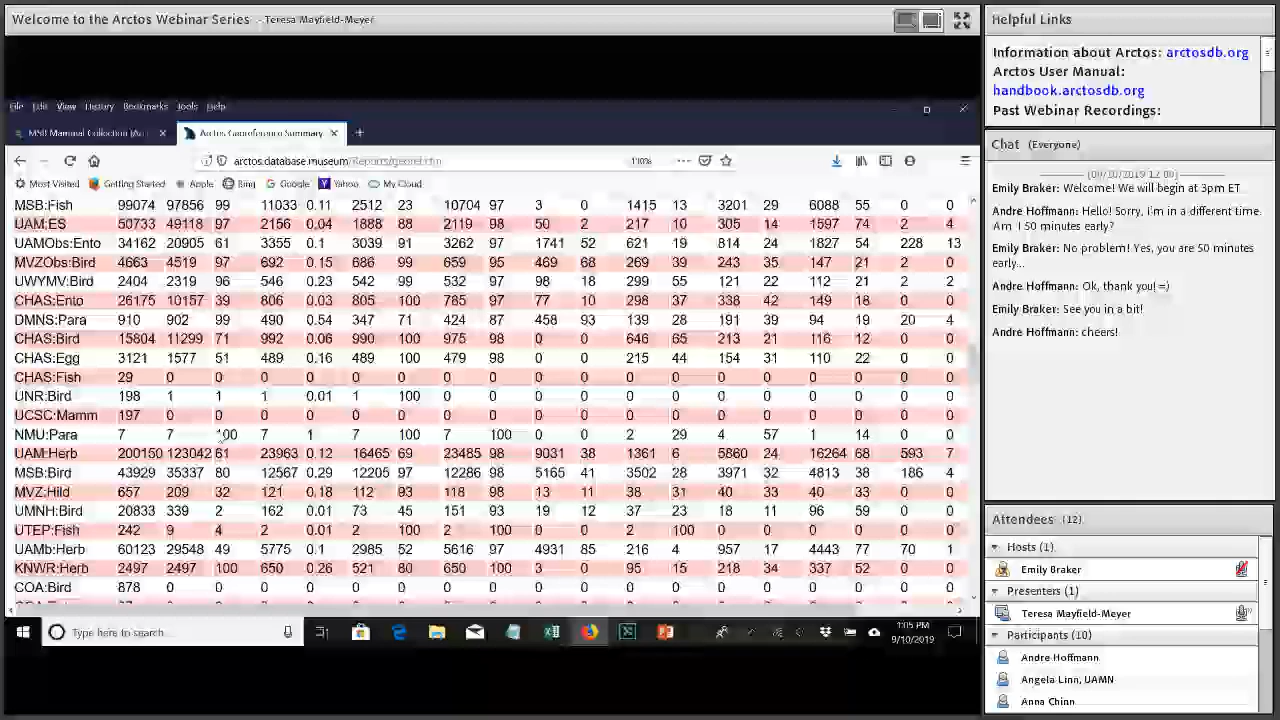 Welcome to the Arctos Webinar Series - Teresa Mayfield-Meyer
File Edit View History Bookmarks Tools Help
MSB Mammal Collection (Arc
Arctos Georeference Summary
arctos.database.museum/Reports/georef.cfm
110%
Most Visited Getting Started Apple Bing Google Yahoo My Cloud
MSB:Fish 99074 97856 99 11033 0.11 2512 23 10704 97 3 0 1415 13 3201 29 6088 55 0 0
UAM:ES 50733 49118 97 2156 0.04 1888 88 2119 98 50 2 217 10 305 14 1597 74 2 4
UAMObs:Ento 34162 20905 61 3355 0.1 3039 91 3262 97 1741 52 621 19 814 24 1827 54 228 13
MVZObs:Bird 4663 4519 97 692 0.15 686 99 659 95 469 68 269 39 243 35 147 21 2 0
UWYMV:Bird 2404 2319 96 546 0.23 542 99 532 97 98 18 299 55 121 22 112 21 2 2
CHAS:Ento 26175 10157 39 806 0.03 805 100 785 97 77 10 298 37 338 42 149 18 0 0
DMNS:Para 910 902 99 490 0.54 347 71 424 87 458 93 139 28 191 39 94 19 20 4
CHAS:Bird 15804 11299 71 992 0.06 990 100 975 98 0 0 646 65 213 21 116 12 0 0
CHAS:Egg 3121 1577 51 489 0.16 489 100 479 98 0 0 215 44 154 31 110 22 0 0
CHAS:Fish 29 0 0 0 0 0 0 0 0 0 0 0 0 0 0 0 0 0 0
UNR:Bird 198 1 1 1 0.01 1 100 0 0 0 0 0 0 0 0 0 0 0 0
UCSC:Mamm 197 0 0 0 0 0 0 0 0 0 0 0 0 0 0 0 0 0 0
NMU:Para 7 7 100 7 1 7 100 7 100 0 0 2 29 4 57 1 14 0 0
UAM:Herb 200150 123042 61 23963 0.12 16465 69 23485 98 9031 38 1361 6 5860 24 16264 68 593 7
MSB:Bird 43929 35337 80 12567 0.29 12205 97 12286 98 5165 41 3502 28 3971 32 4813 38 186 4
MVZ:Hild 657 209 32 121 0.18 112 93 118 98 13 11 38 31 40 33 40 33 0 0
UMNH:Bird 20833 339 2 162 0.01 73 45 151 93 19 12 37 23 18 11 96 59 0 0
UTEP:Fish 242 9 4 2 0.01 2 100 2 100 0 0 2 100 0 0 0 0 0 0
UAMb:Herb 60123 29548 49 5775 0.1 2985 52 5616 97 4931 85 216 4 957 17 4443 77 70 1
KNWR:Herb 2497 2497 100 650 0.26 521 80 650 100 3 0 95 15 218 34 337 52 0 0
COA:Bird 878 0 0 0 0 0 0 0 0 0 0 0 0 0 0 0 0 0 0
Type here to search
1:05 PM
9/10/2019
Helpful Links
Information about Arctos: arctosdb.org
Arctos User Manual:
handbook.arctosdb.org
Past Webinar Recordings:
Chat (Everyone)
Emily Braker: Welcome! We will begin at 3pm ET
Andre Hoffmann: Hello! Sorry, I'm in a different time.
Am I 50 minutes early?
Emily Braker: No problem! Yes, you are 50 minutes
early...
Andre Hoffmann: Ok, thank you! =)
Emily Braker: See you in a bit!
Andre Hoffmann: cheers!
Attendees (12)
Hosts (1)
Emily Braker
Presenters (1)
Teresa Mayfield-Meyer
Participants (10)
Andre Hoffmann
Angela Linn, UAMN
Anna Chinn